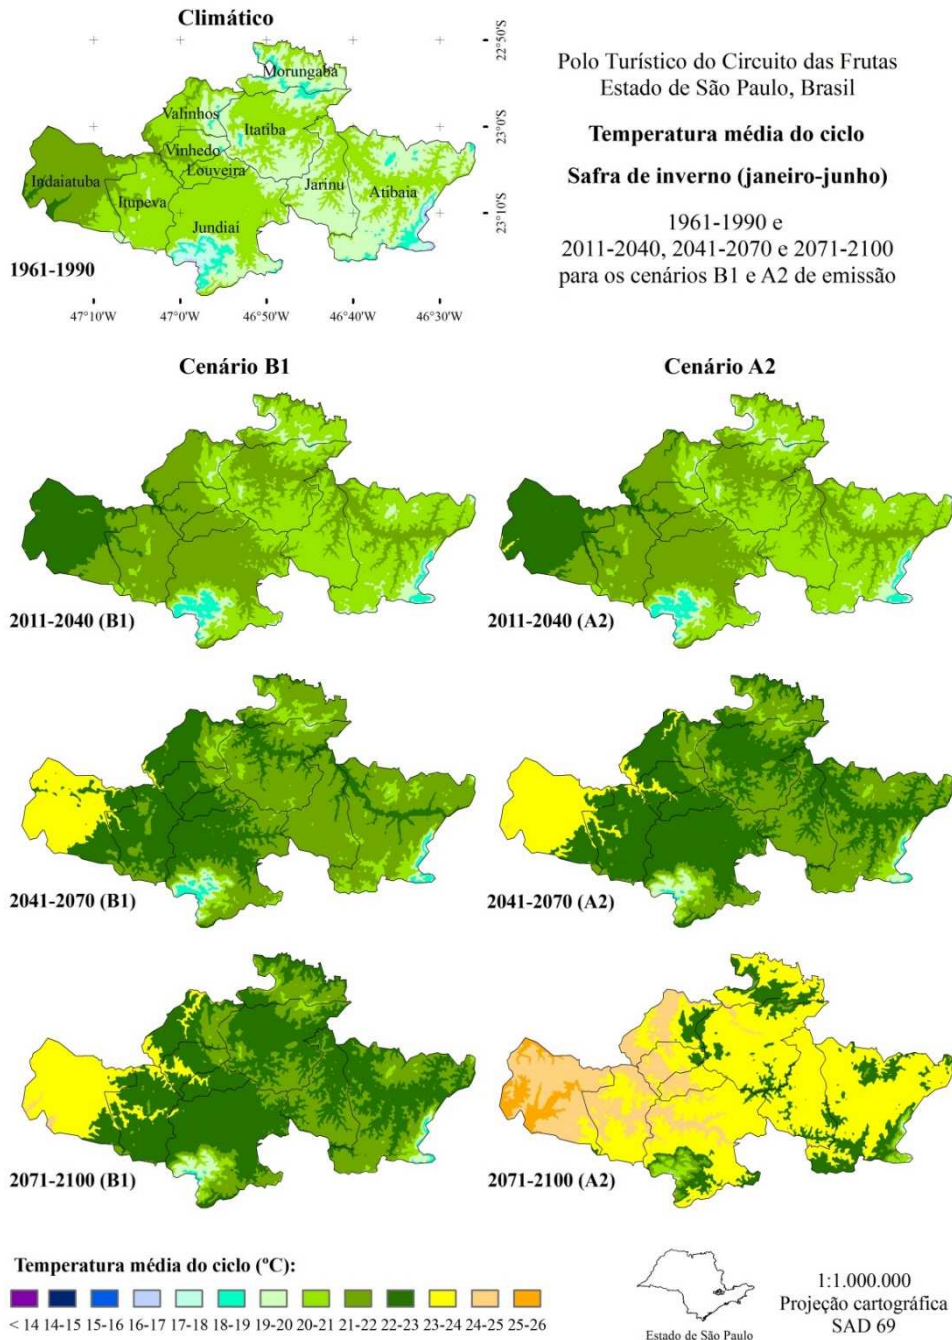 Climático
Polo Turístico do Circuito das Frutas
Estado de São Paulo, Brasil
Temperatura média do ciclo
Safra de inverno (janeiro-junho)
1961-1990 e
2011-2040, 2041-2070 e 2071-2100
para os cenários B1 e A2 de emissão
22°50'S
23°0'S
23°10'S
Morungaba
Valinhos
Itatiba
Vinhedo
Louveira
Indaiatuba
Itupeva
Jarinu
Atibaia
Jundiaí
1961-1990
47°10'W 47°0'W 46°50'W 46°40'W 46°30'W
Cenário B1
Cenário A2
2011-2040 (B1)
2011-2040 (A2)
2041-2070 (B1)
2041-2070 (A2)
2071-2100 (B1)
2071-2100 (A2)
Temperatura média do ciclo (ºC):
< 14 14-15 15-16 16-17 17-18 18-19 19-20 20-21 21-22 22-23 23-24 24-25 25-26
Estado de São Paulo
1:1.000.000
Projeção cartográfica
SAD 69